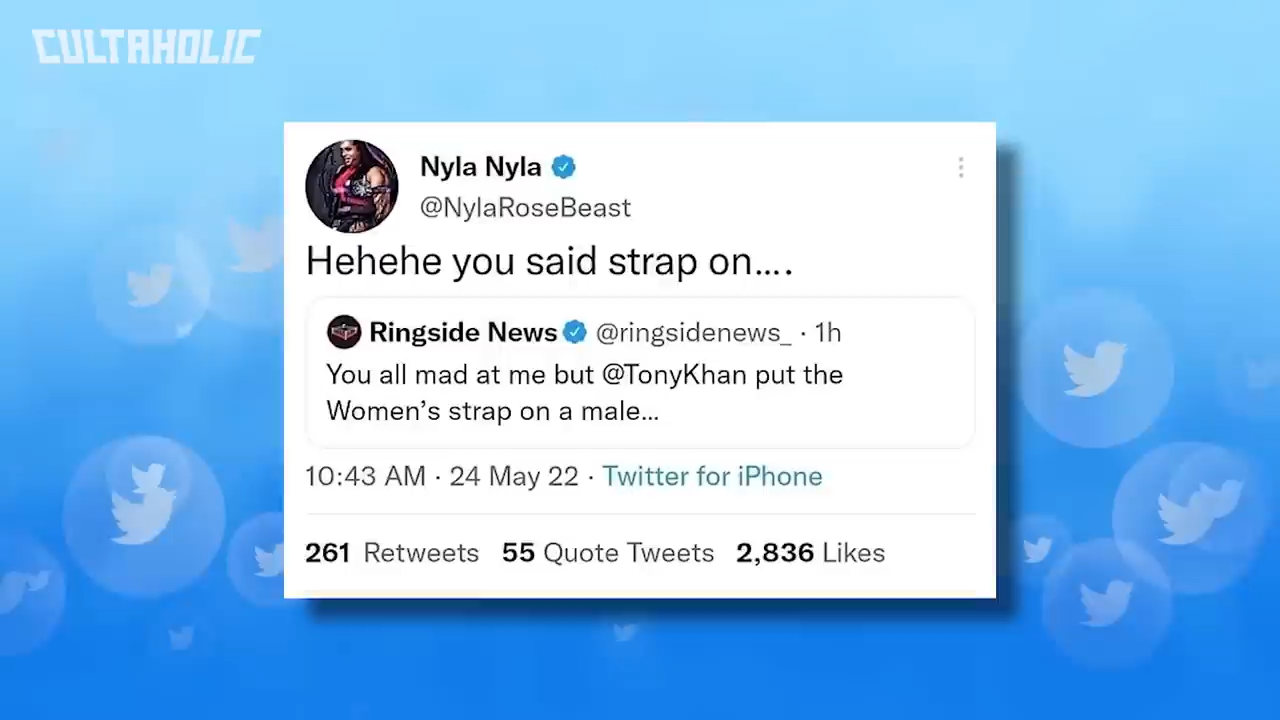 CULTAHOLIC
Nyla Nyla
@NylaRoseBeast
Hehehe you said strap on....
Ringside News @ringsidenews_ · 1h
You all mad at me but @TonyKhan put the
Women’s strap on a male...
10:43 AM · 24 May 22 · Twitter for iPhone
261 Retweets 55 Quote Tweets 2,836 Likes